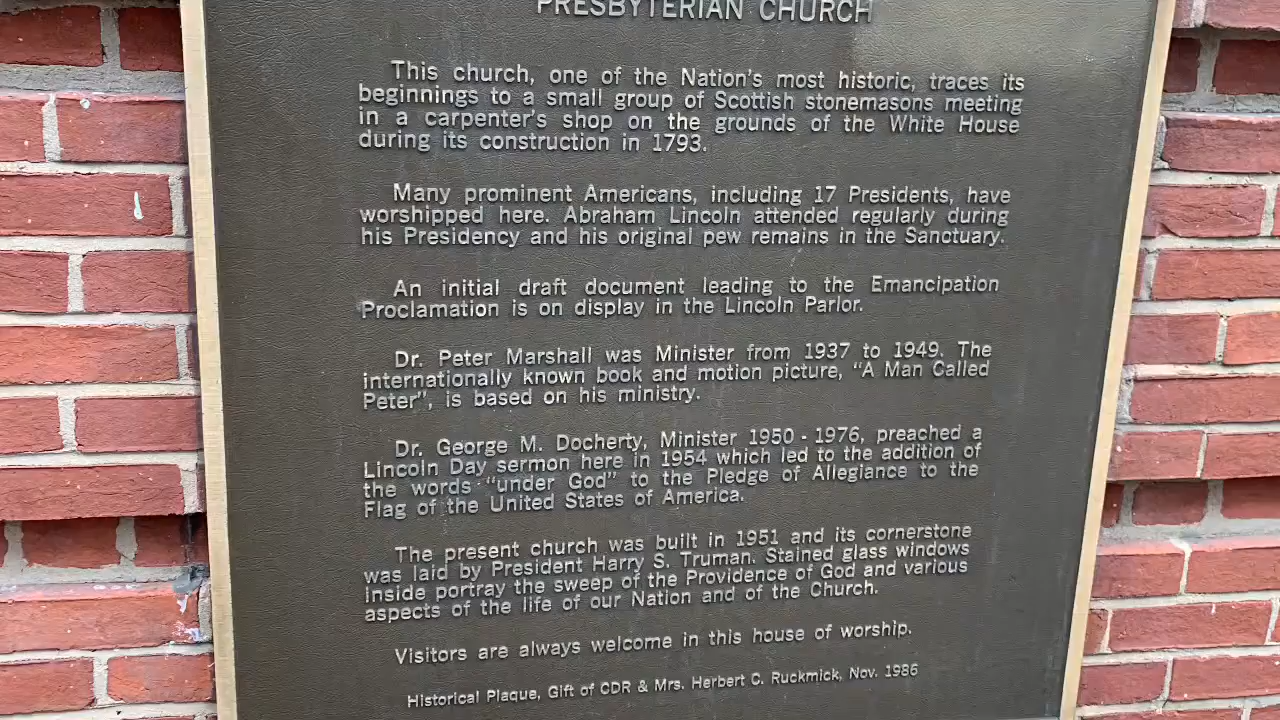 PRESBYTERIAN CHURCH
This church, one of the Nation's most historic, traces its
beginnings to a small group of Scottish stonemasons meeting
in a carpenter's shop on the grounds of the White House
during its construction in 1793.
Many prominent Americans, including 17 Presidents, have
worshipped here. Abraham Lincoln attended regularly during
his Presidency and his original pew remains in the Sanctuary.
An initial draft document leading to the Emancipation
Proclamation is on display in the Lincoln Parlor.
Dr. Peter Marshall was Minister from 1937 to 1949. The
internationally known book and motion picture, "A Man Called
Peter", is based on his ministry.
Dr. George M. Docherty, Minister 1950 - 1976, preached a
Lincoln Day sermon here in 1954 which led to the addition of
the words "under God" to the Pledge of Allegiance to the
Flag of the United States of America.
The present church was built in 1951 and its cornerstone
was laid by President Harry S. Truman. Stained glass windows
inside portray the sweep of the Providence of God and various
aspects of the life of our Nation and of the Church.
Visitors are always welcome in this house of worship.
Historical Plaque, Gift of CDR & Mrs. Herbert C. Ruckmick, Nov. 1986